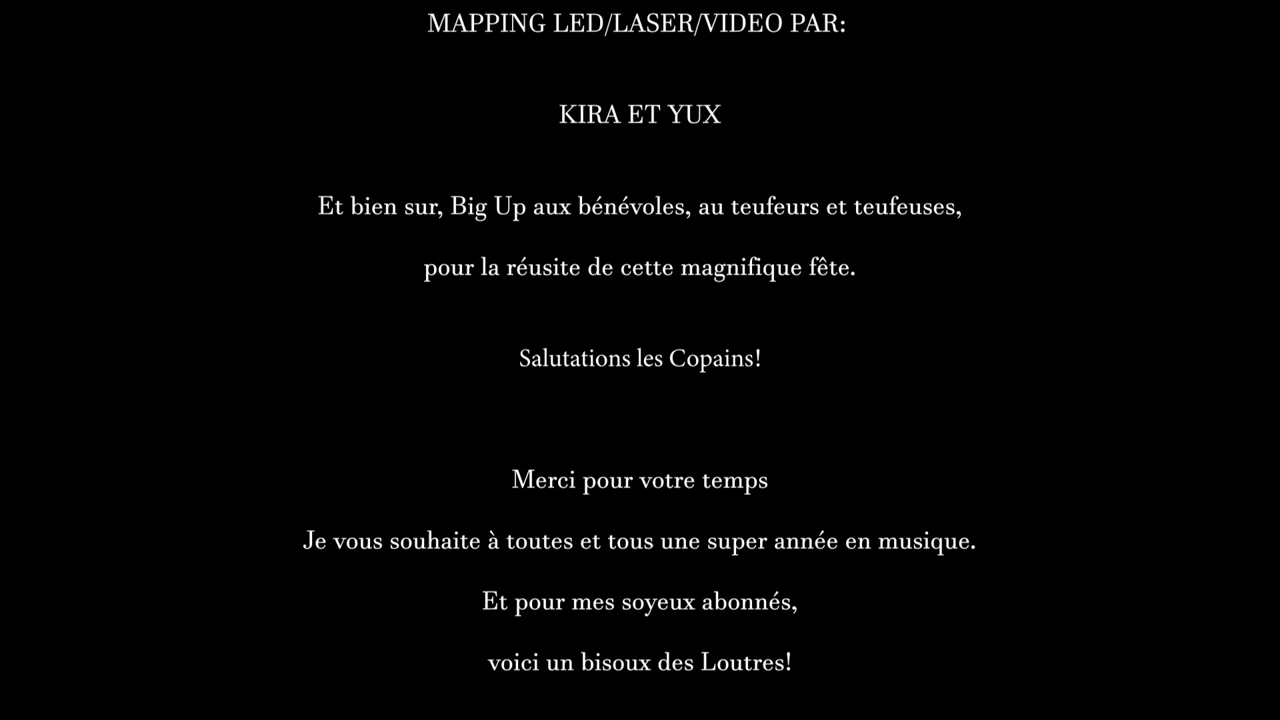 MAPPING LED/LASER/VIDEO PAR:
KIRA ET YUX
Et bien sur, Big Up aux bénévoles, au teufeurs et teufeuses,
pour la réusite de cette magnifique fête.
Salutations les Copains!
Merci pour votre temps
Je vous souhaite à toutes et tous une super année en musique.
Et pour mes soyeux abonnés,
voici un bisoux des Loutres!